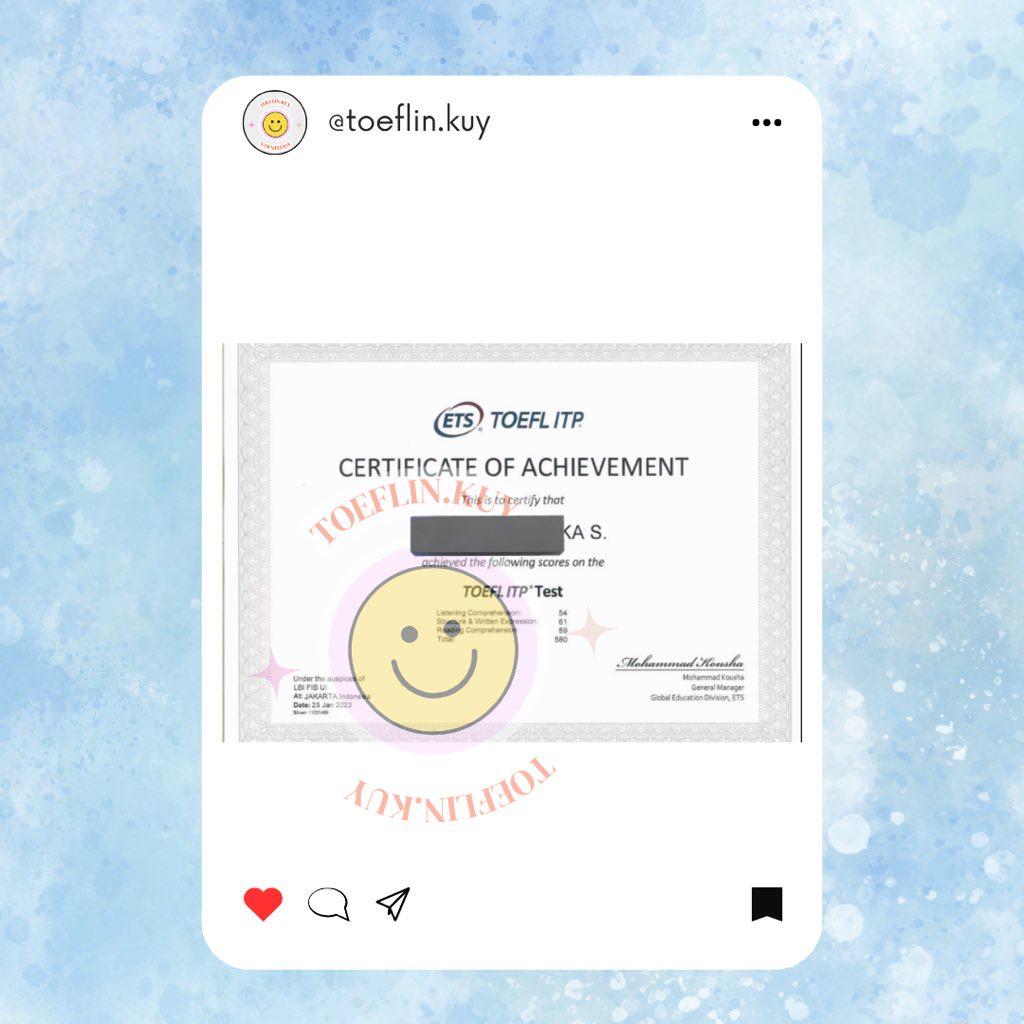 @toeflin.kuy
ETS TOEFL ITP
CERTIFICATE OF ACHIEVEMENT
This is to certify that
TOEFLIN.KUY
KA S.
achieved the following scores on the
TOEFL ITP® Test
Listening Comprehension: 54
Structure & Written Expression: 61
Reading Comprehension: 59
Total: 580
Mohammad Kousha
Mohammad Kousha
General Manager
Global Education Division, ETS
Under the auspices of:
LBI FIB UI
At: JAKARTA, Indonesia
Date: 25 Jan 2023
TOEFLIN.KUY